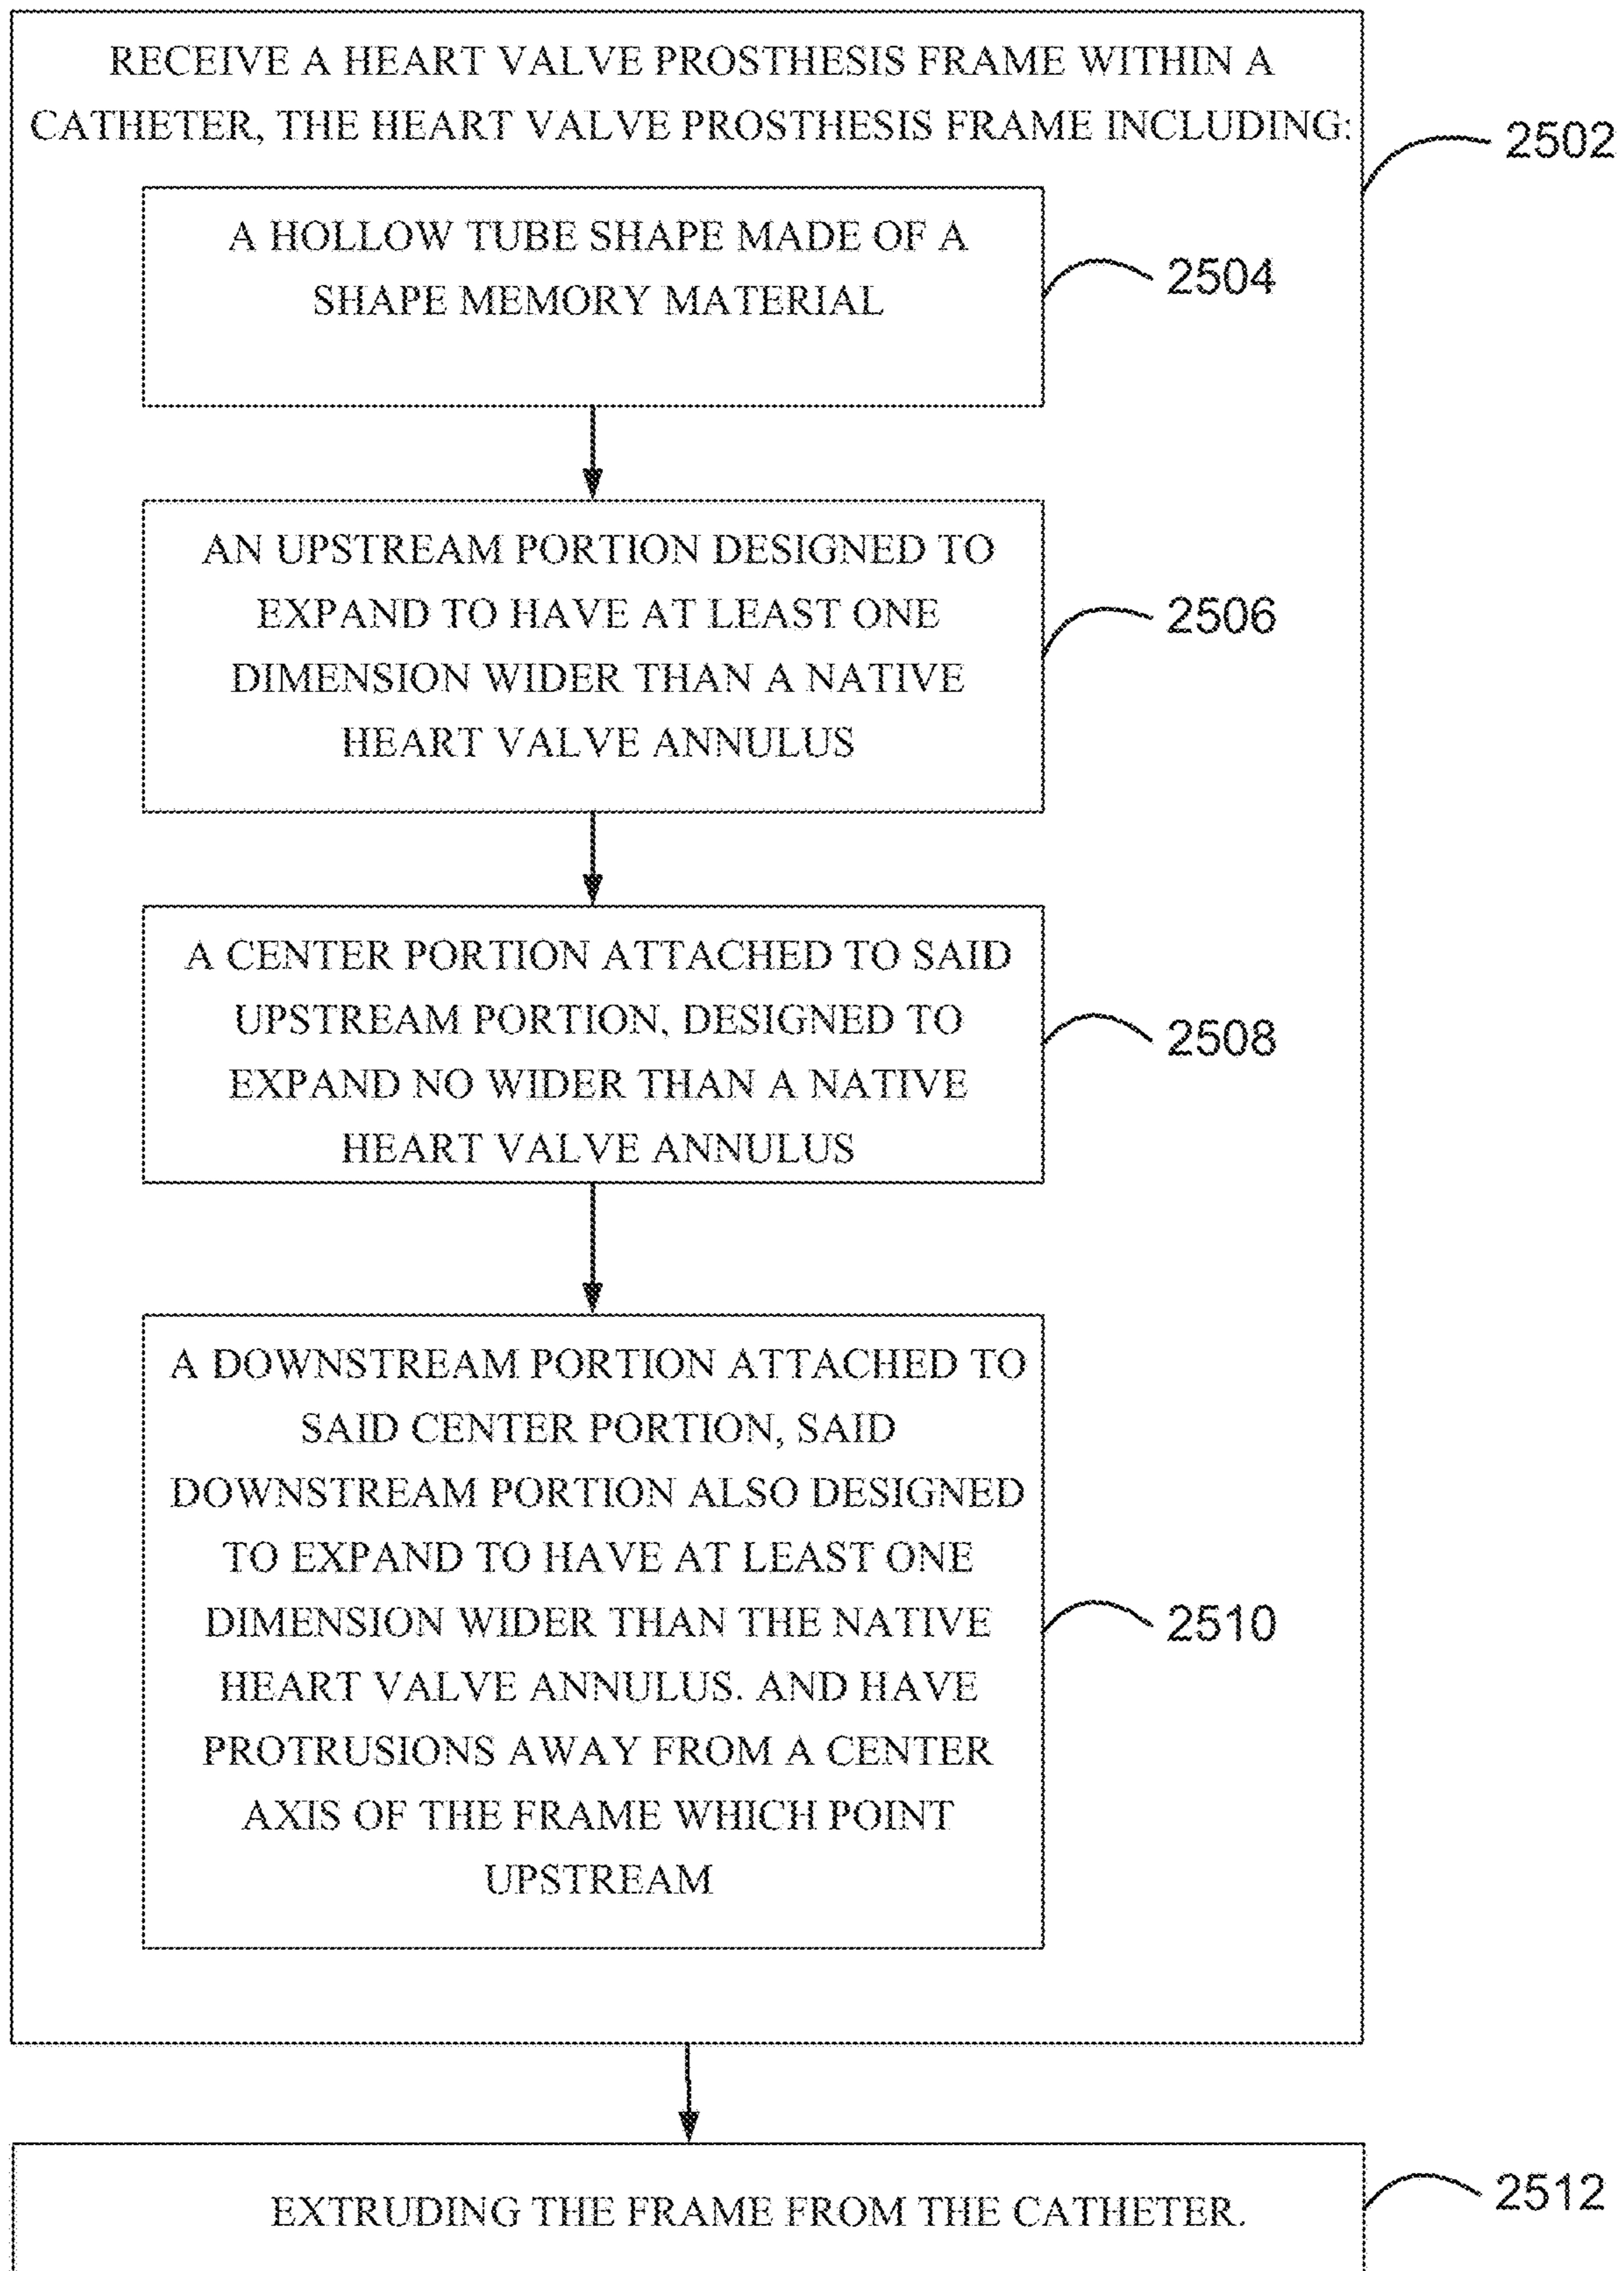 RECEIVE A HEART VALVE PROSTHESIS FRAME WITHIN A
CATHETER, THE HEART VALVE PROSTHESIS FRAME INCLUDING:
2502
A HOLLOW TUBE SHAPE MADE OF A
SHAPE MEMORY MATERIAL
2504
AN UPSTREAM PORTION DESIGNED TO
EXPAND TO HAVE AT LEAST ONE
DIMENSION WIDER THAN A NATIVE
HEART VALVE ANNULUS
2506
A CENTER PORTION ATTACHED TO SAID
UPSTREAM PORTION, DESIGNED TO
EXPAND NO WIDER THAN A NATIVE
HEART VALVE ANNULUS
2508
A DOWNSTREAM PORTION ATTACHED TO
SAID CENTER PORTION, SAID
DOWNSTREAM PORTION ALSO DESIGNED
TO EXPAND TO HAVE AT LEAST ONE
DIMENSION WIDER THAN THE NATIVE
HEART VALVE ANNULUS. AND HAVE
PROTRUSIONS AWAY FROM A CENTER
AXIS OF THE FRAME WHICH POINT
UPSTREAM
2510
EXTRUDING THE FRAME FROM THE CATHETER.
2512